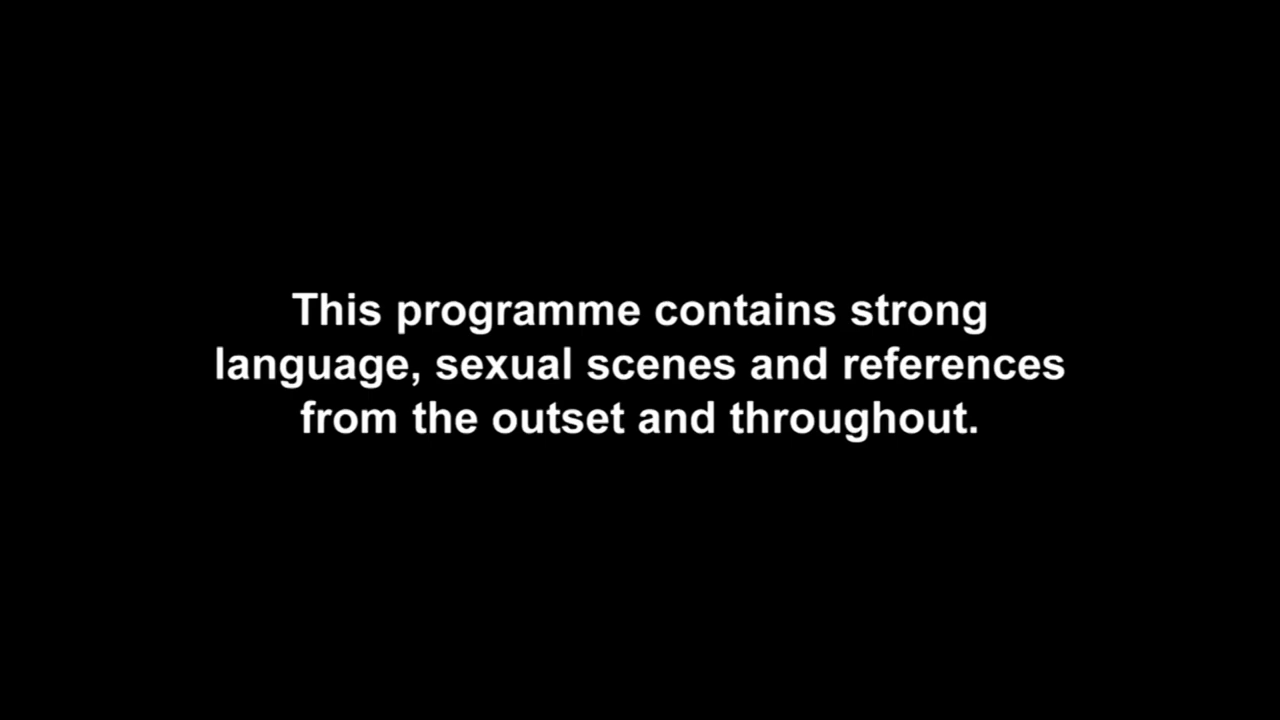 This programme contains strong
language, sexual scenes and references
from the outset and throughout.